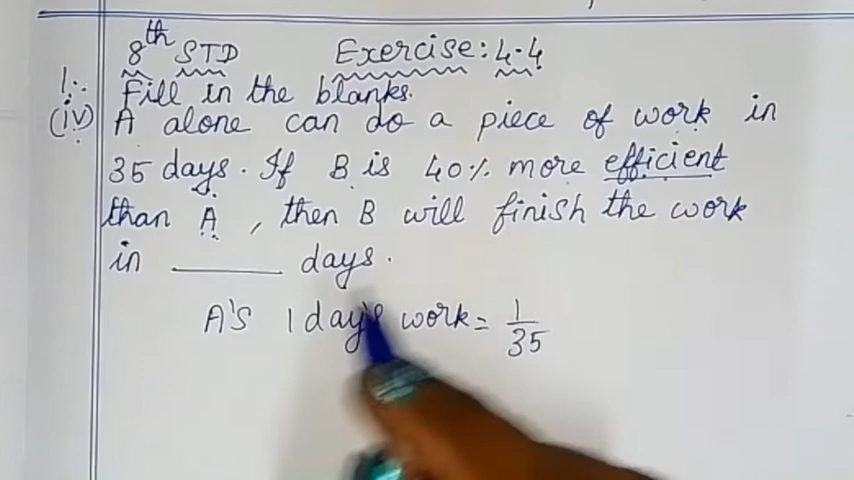 8th STD Exercise: 4.4
1. Fill in the blanks.
(iv) A alone can do a piece of work in
35 days. If B is 40% more efficient
than A, then B will finish the work
in ______ days.
A's 1 day's work = 1/35